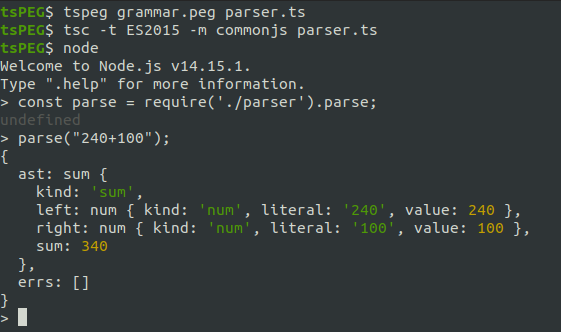 tsPEG$ tspeg grammar.peg parser.ts
tsPEG$ tsc -t ES2015 -m commonjs parser.ts
tsPEG$ node
Welcome to Node.js v14.15.1.
Type ".help" for more information.
> const parse = require('./parser').parse;
undefined
> parse("240+100");
{
  ast: sum {
    kind: 'sum',
    left: num { kind: 'num', literal: '240', value: 240 },
    right: num { kind: 'num', literal: '100', value: 100 },
    sum: 340
  },
  errs: []
}
>